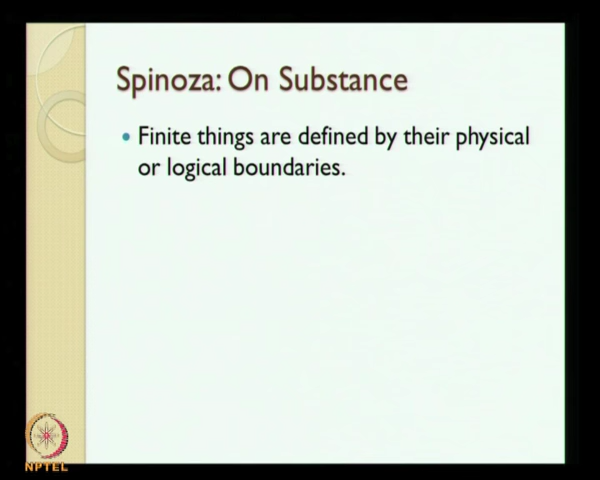 Spinoza: On Substance
• Finite things are defined by their physical
or logical boundaries.
NPTEL